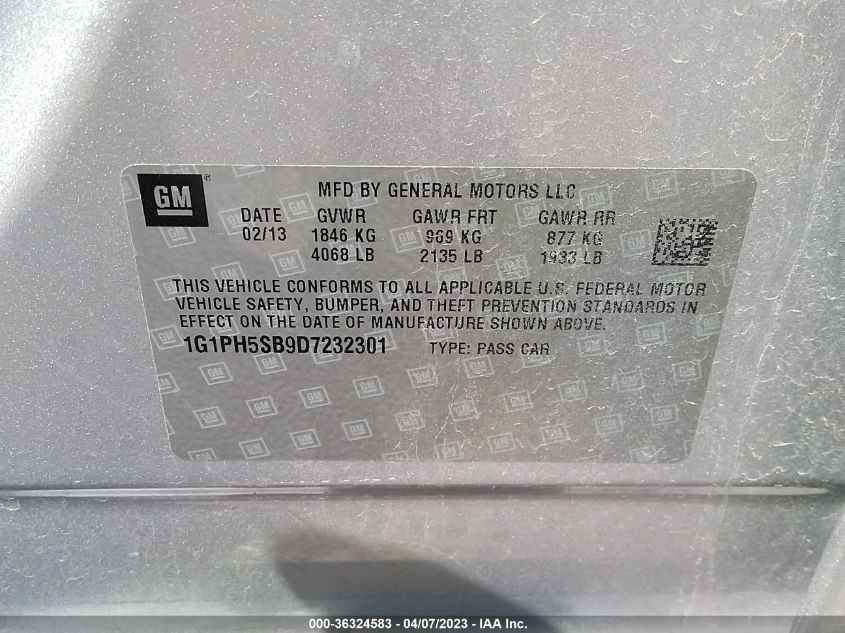 GM
MFD BY GENERAL MOTORS LLC
DATE GVWR GAWR FRT GAWR RR
02/13 1846 KG 969 KG 877 KG
4068 LB 2135 LB 1933 LB
THIS VEHICLE CONFORMS TO ALL APPLICABLE U.S. FEDERAL MOTOR
VEHICLE SAFETY, BUMPER, AND THEFT PREVENTION STANDARDS IN
EFFECT ON THE DATE OF MANUFACTURE SHOWN ABOVE.
1G1PH5SB9D7232301 TYPE: PASS CAR
000-36324583 - 04/07/2023 - IAA Inc.